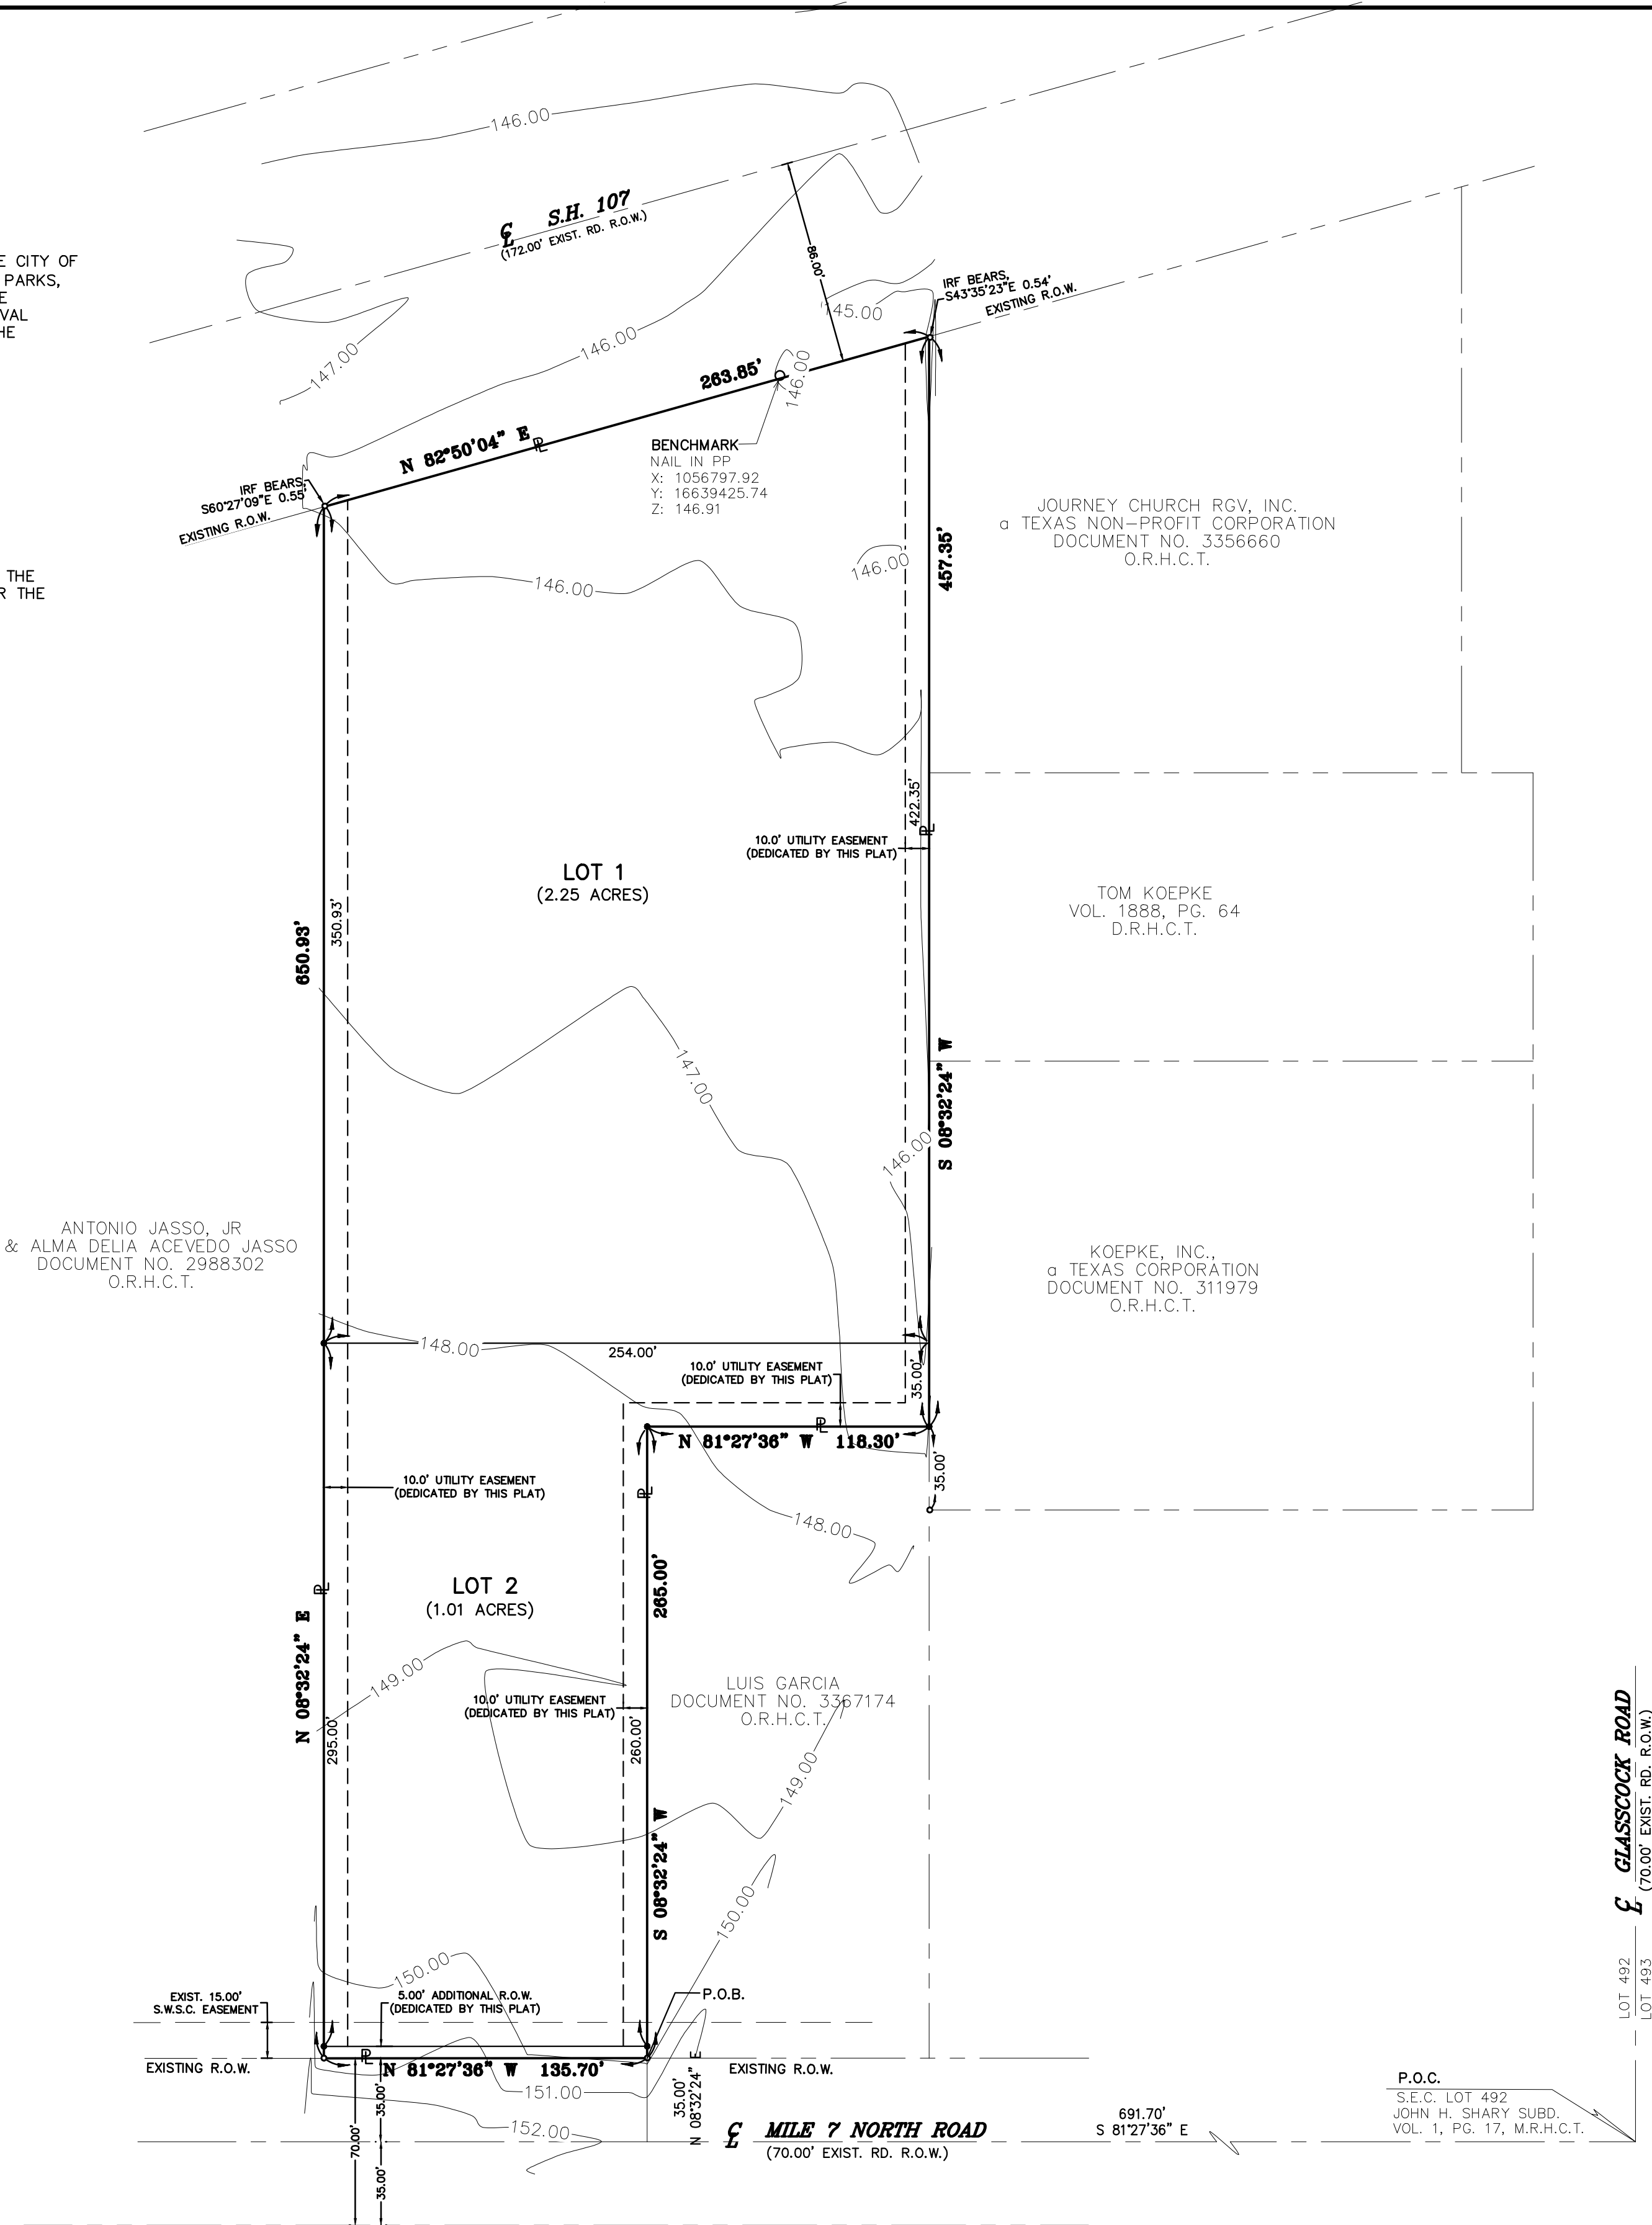 146.00
℄ S.H. 107
(172.00' EXIST. RD. R.O.W.)
86.00'
E CITY OF
PARKS,
E
VAL
HE
IRF BEARS,
S43°35'23"E 0.54'
EXISTING R.O.W.
145.00
146.00
147.00
263.85'
146.00
N 82°50'04" E
PL
BENCHMARK
NAIL IN PP
X: 1056797.92
Y: 16639425.74
Z: 146.91
IRF BEARS,
S60°27'09"E 0.55'
EXISTING R.O.W.
JOURNEY CHURCH RGV, INC.
a TEXAS NON-PROFIT CORPORATION
DOCUMENT NO. 3356660
O.R.H.C.T.
457.35'
THE
R THE
146.00
146.00
422.35'
PL
10.0' UTILITY EASEMENT
(DEDICATED BY THIS PLAT)
LOT 1
(2.25 ACRES)
TOM KOEPKE
VOL. 1888, PG. 64
D.R.H.C.T.
650.93'
350.93'
147.00
S 08°32'24" W
146.00
ANTONIO JASSO, JR
& ALMA DELIA ACEVEDO JASSO
DOCUMENT NO. 2988302
O.R.H.C.T.
KOEPKE, INC.,
a TEXAS CORPORATION
DOCUMENT NO. 311979
O.R.H.C.T.
148.00
254.00'
10.0' UTILITY EASEMENT
(DEDICATED BY THIS PLAT)
35.00'
PL
N 81°27'36" W 118.30'
35.00'
10.0' UTILITY EASEMENT
(DEDICATED BY THIS PLAT)
PL
148.00
LOT 2
(1.01 ACRES)
265.00'
PL
N 08°32'24" E
149.00
295.00'
10.0' UTILITY EASEMENT
(DEDICATED BY THIS PLAT)
260.00'
LUIS GARCIA
DOCUMENT NO. 3367174
O.R.H.C.T.
149.00
S 08°32'24" W
150.00
℄ GLASSCOCK ROAD
(70.00' EXIST. RD. R.O.W.)
LOT 492
LOT 493
150.00
EXIST. 15.00'
S.W.S.C. EASEMENT
5.00' ADDITIONAL R.O.W.
(DEDICATED BY THIS PLAT)
P.O.B.
EXISTING R.O.W.
PL
N 81°27'36" W 135.70'
EXISTING R.O.W.
151.00
35.00'
35.00'
N 08°32'24" E
152.00
70.00'
35.00'
℄ MILE 7 NORTH ROAD
(70.00' EXIST. RD. R.O.W.)
691.70'
S 81°27'36" E
P.O.C.
S.E.C. LOT 492
JOHN H. SHARY SUBD.
VOL. 1, PG. 17, M.R.H.C.T.